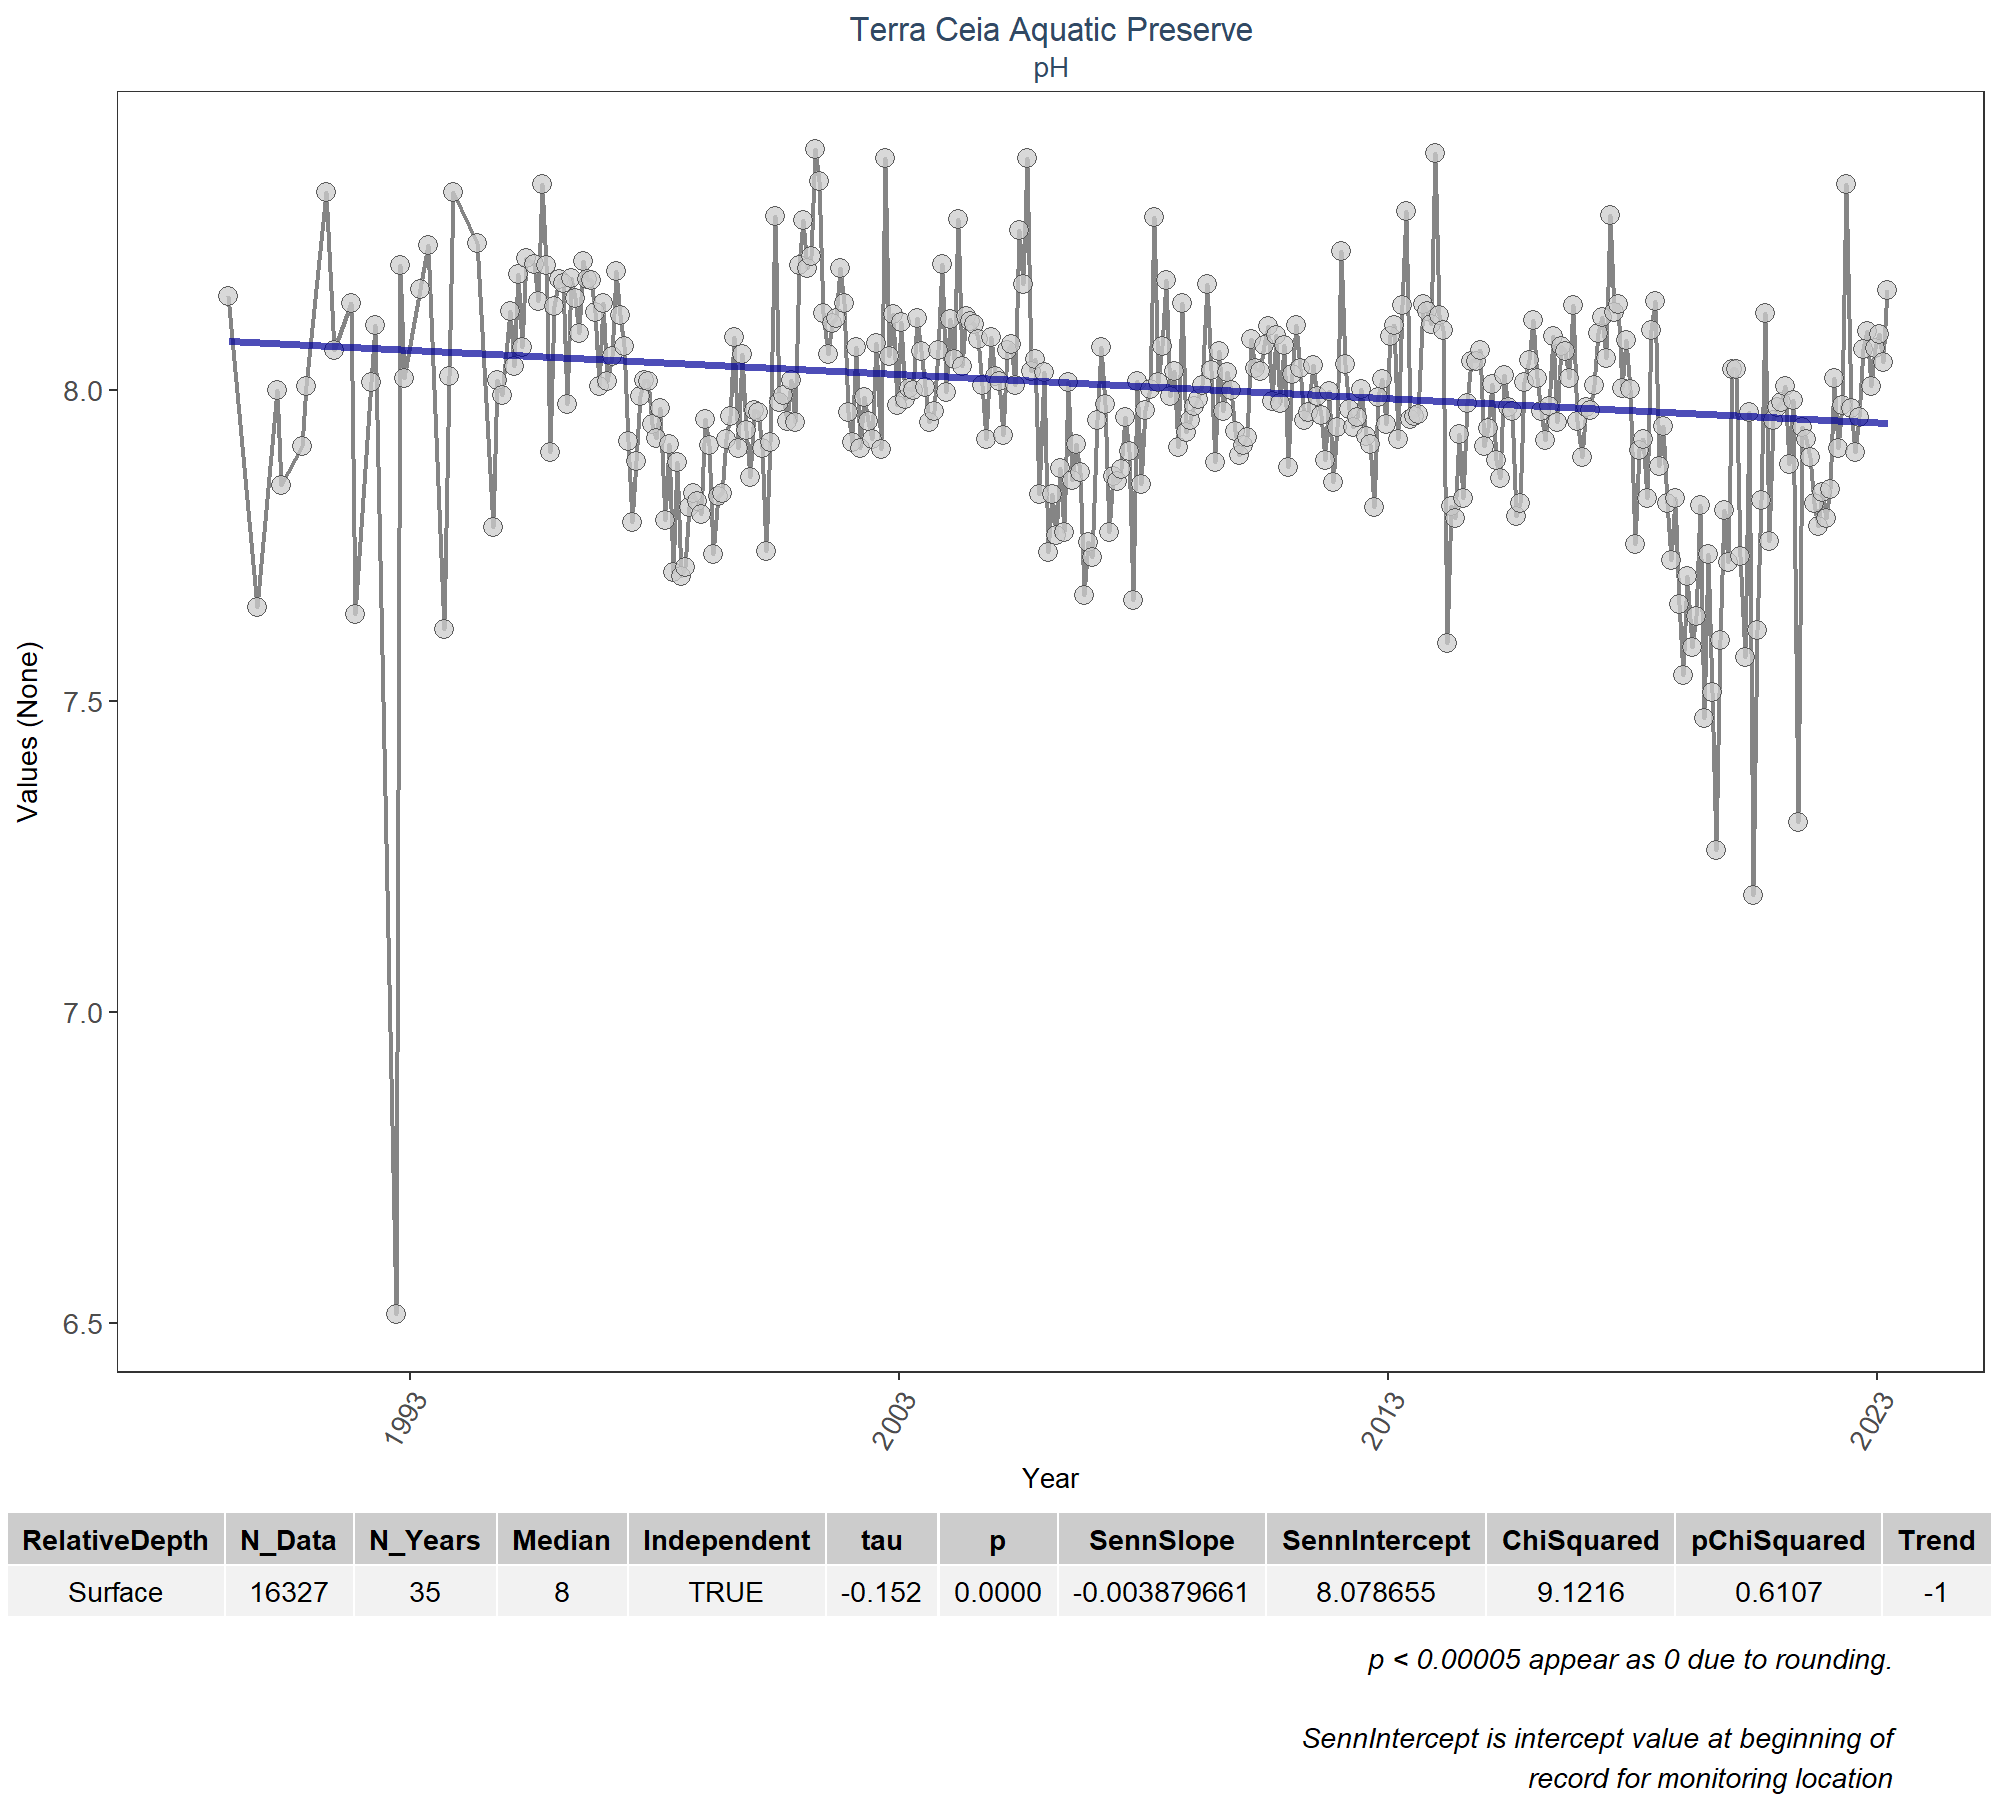 Terra Ceia Aquatic Preserve
pH
Values (None)
8.0
7.5
7.0
6.5
1993 2003 2013 2023
Year
RelativeDepth N_Data N_Years Median Independent tau p SennSlope SennIntercept ChiSquared pChiSquared Trend
Surface 16327 35 8 TRUE -0.152 0.0000 -0.003879661 8.078655 9.1216 0.6107 -1
p < 0.00005 appear as 0 due to rounding.
SennIntercept is intercept value at beginning of
record for monitoring location